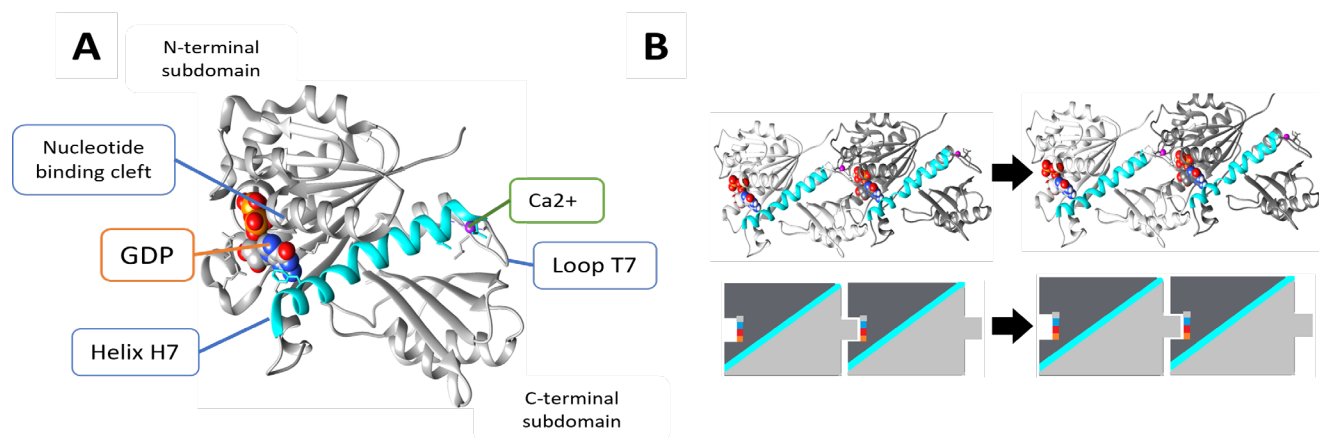 A
N-terminal
subdomain
B
Nucleotide
binding cleft
Ca2+
GDP
Loop T7
Helix H7
C-terminal
subdomain